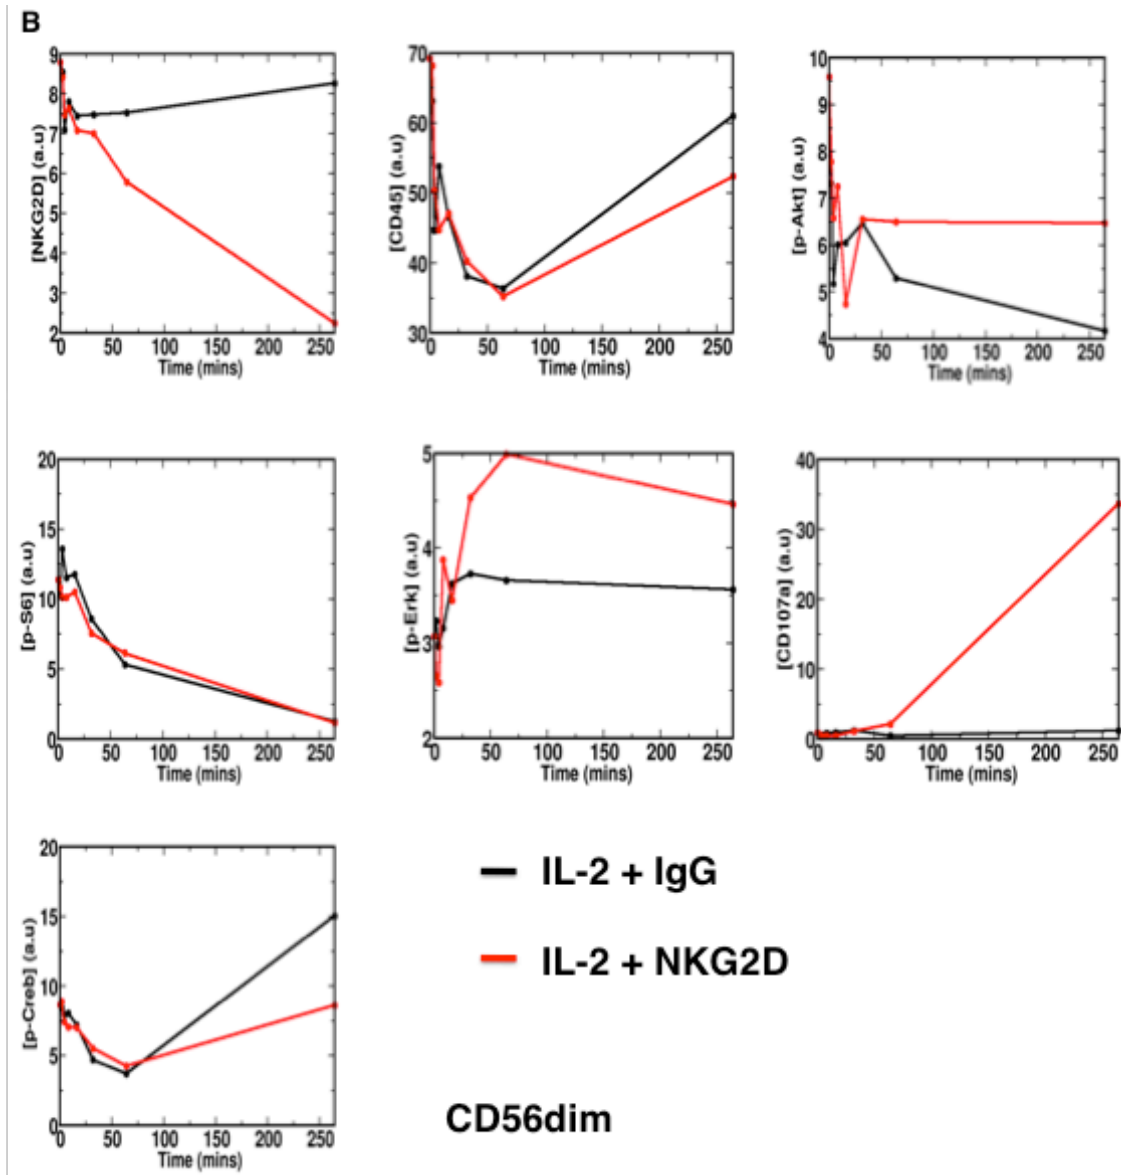 B
[NKG2D] (a.u)
9
8
7
6
5
4
3
2
0 50 100 150 200 250
Time (mins)
[CD45] (a.u
70
60
50
40
30
0 50 100 150 200 250
Time (mins)
[p-Akt] (a.u)
10
9
8
7
6
5
4
0 50 100 150 200 250
Time (mins)
[p-S6] (a.u)
20
15
10
5
0
0 50 100 150 200 250
Time (mins)
[p-Erk] (a.u)
5
4
3
2
0 50 100 150 200 250
Time (mins)
[CD107a] (a.u)
40
30
20
10
0
0 50 100 150 200 250
Time (mins)
[p-Creb] (a.u)
20
15
10
5
0
0 50 100 150 200 250
Time (mins)
IL-2 + IgG
IL-2 + NKG2D
CD56dim